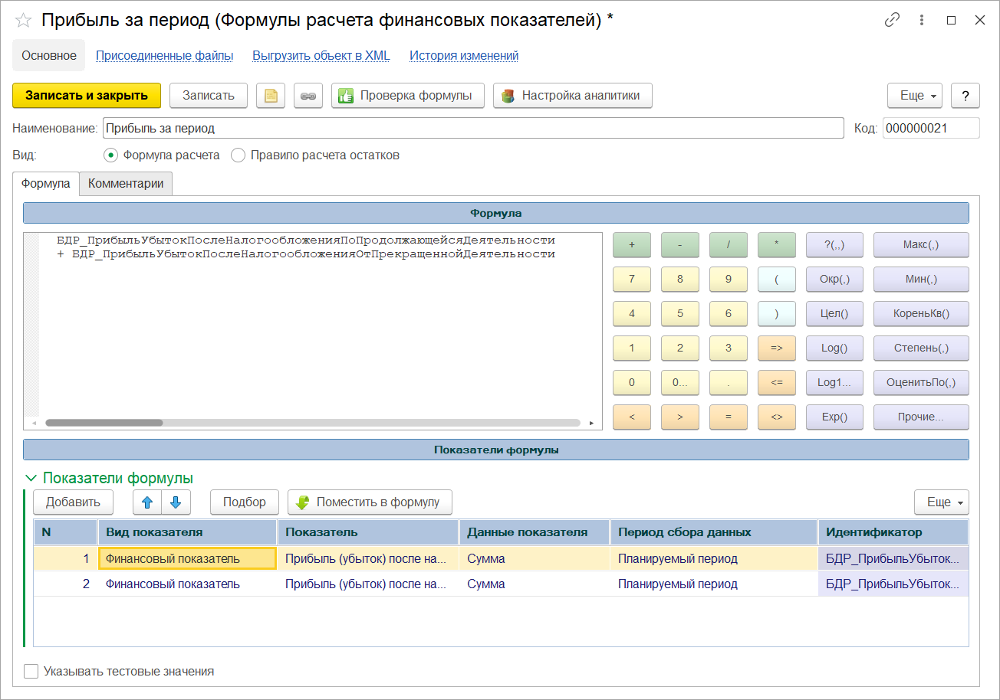 Прибыль за период (Формулы расчета финансовых показателей) *
Основное Присоединенные файлы Выгрузить объект в XML История изменений
Записать и закрыть Записать Проверка формулы Настройка аналитики Еще ?
Наименование: Прибыль за период Код: 000000021
Вид: Формула расчета Правило расчета остатков
Формула Комментарии
Формула
БДР_ПрибыльУбытокПослеНалогообложенияПоПродолжающейсяДеятельности
+ БДР_ПрибыльУбытокПослеНалогообложенияОтПрекращеннойДеятельности
+ - / * ?(,,) Макс(,)
7 8 9 ( Окр(,) Мин(,)
4 5 6 ) Цел() КореньКв()
1 2 3 => Log() Степень(,)
0 0... . <= Log1... ОценитьПо(,)
< > = <> Exp() Прочие...
Показатели формулы
Показатели формулы
Добавить Подбор Поместить в формулу Еще
N Вид показателя Показатель Данные показателя Период сбора данных Идентификатор
1 Финансовый показатель Прибыль (убыток) после на... Сумма Планируемый период БДР_ПрибыльУбыток...
2 Финансовый показатель Прибыль (убыток) после на... Сумма Планируемый период БДР_ПрибыльУбыток...
Указывать тестовые значения